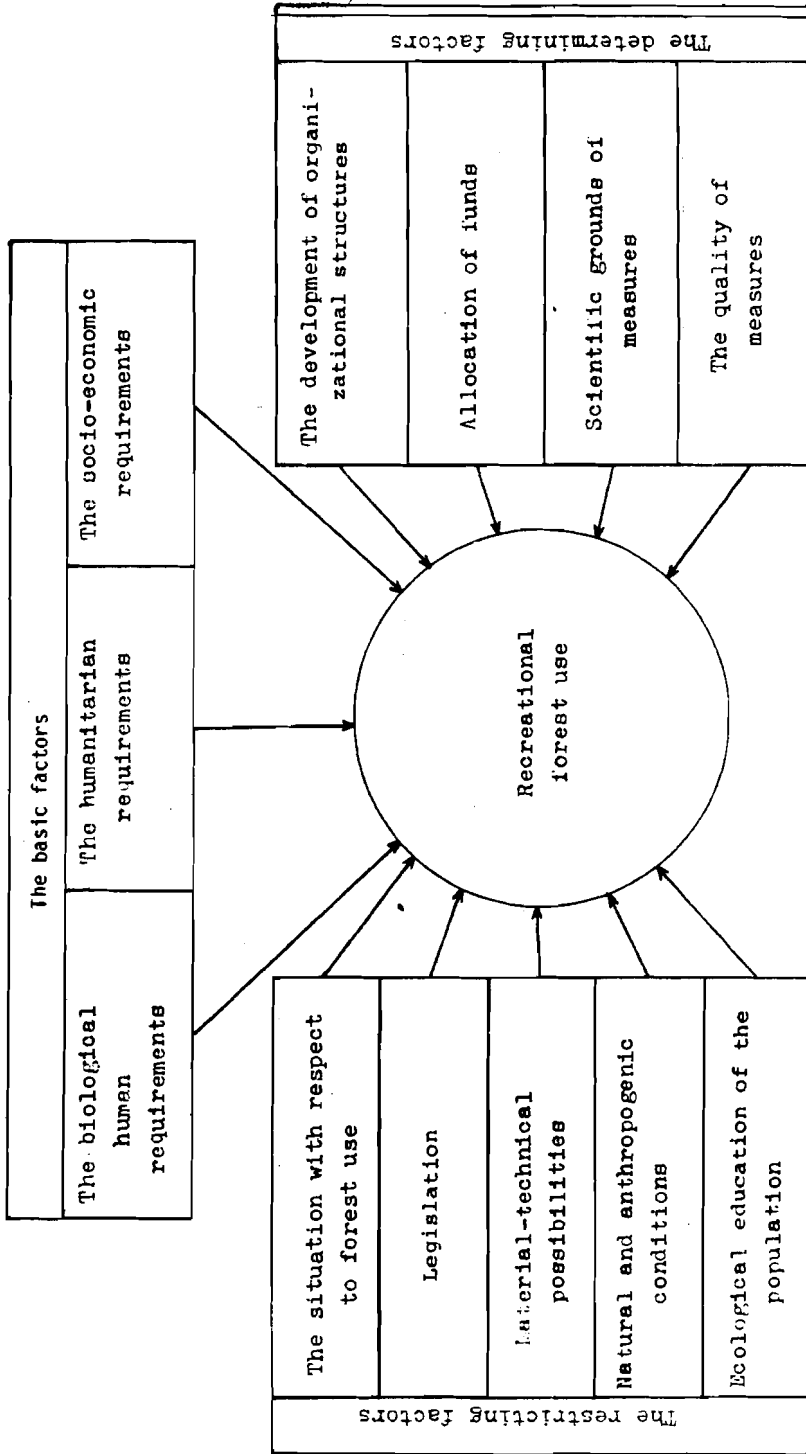 The basic factors
The biological
human
requirements
The humanitarian
requirements
The socio-economic
requirements
The restricting factors
The situation with respect
to forest use
Legislation
Material-technical
possibilities
Natural and anthropogenic
conditions
Ecological education of the
population
Recreational
forest use
The determining factors
The development of organi-
zational structures
Allocation of funds
Scientific grounds of
measures
The quality of
measures